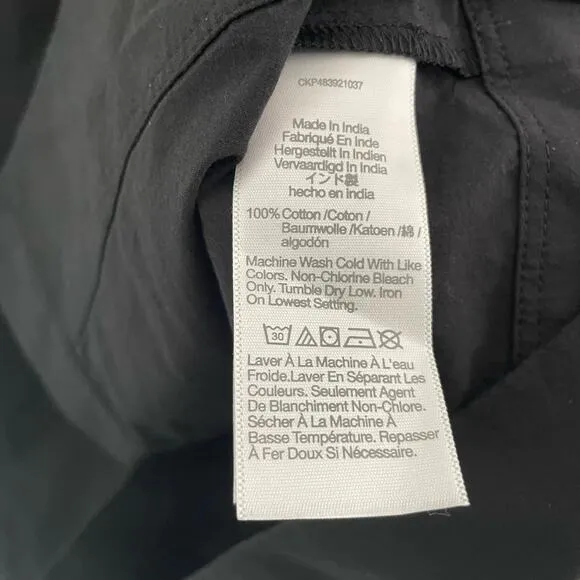 CKP483921037
Made In India
Fabriqué En Inde
Hergestellt In Indien
Vervaardigd In India
インド製
hecho en india
100% Cotton /Coton /
Baumwolle /Katoen /綿 /
algodón
Machine Wash Cold With Like
Colors. Non-Chlorine Bleach
Only. Tumble Dry Low. Iron
On Lowest Setting.
30
Laver À La Machine À L'eau
Froide.Laver En Séparant Les
Couleurs. Seulement Agent
De Blanchiment Non-Chlore.
Sécher À La Machine À
Basse Température. Repasser
À Fer Doux Si Nécessaire.